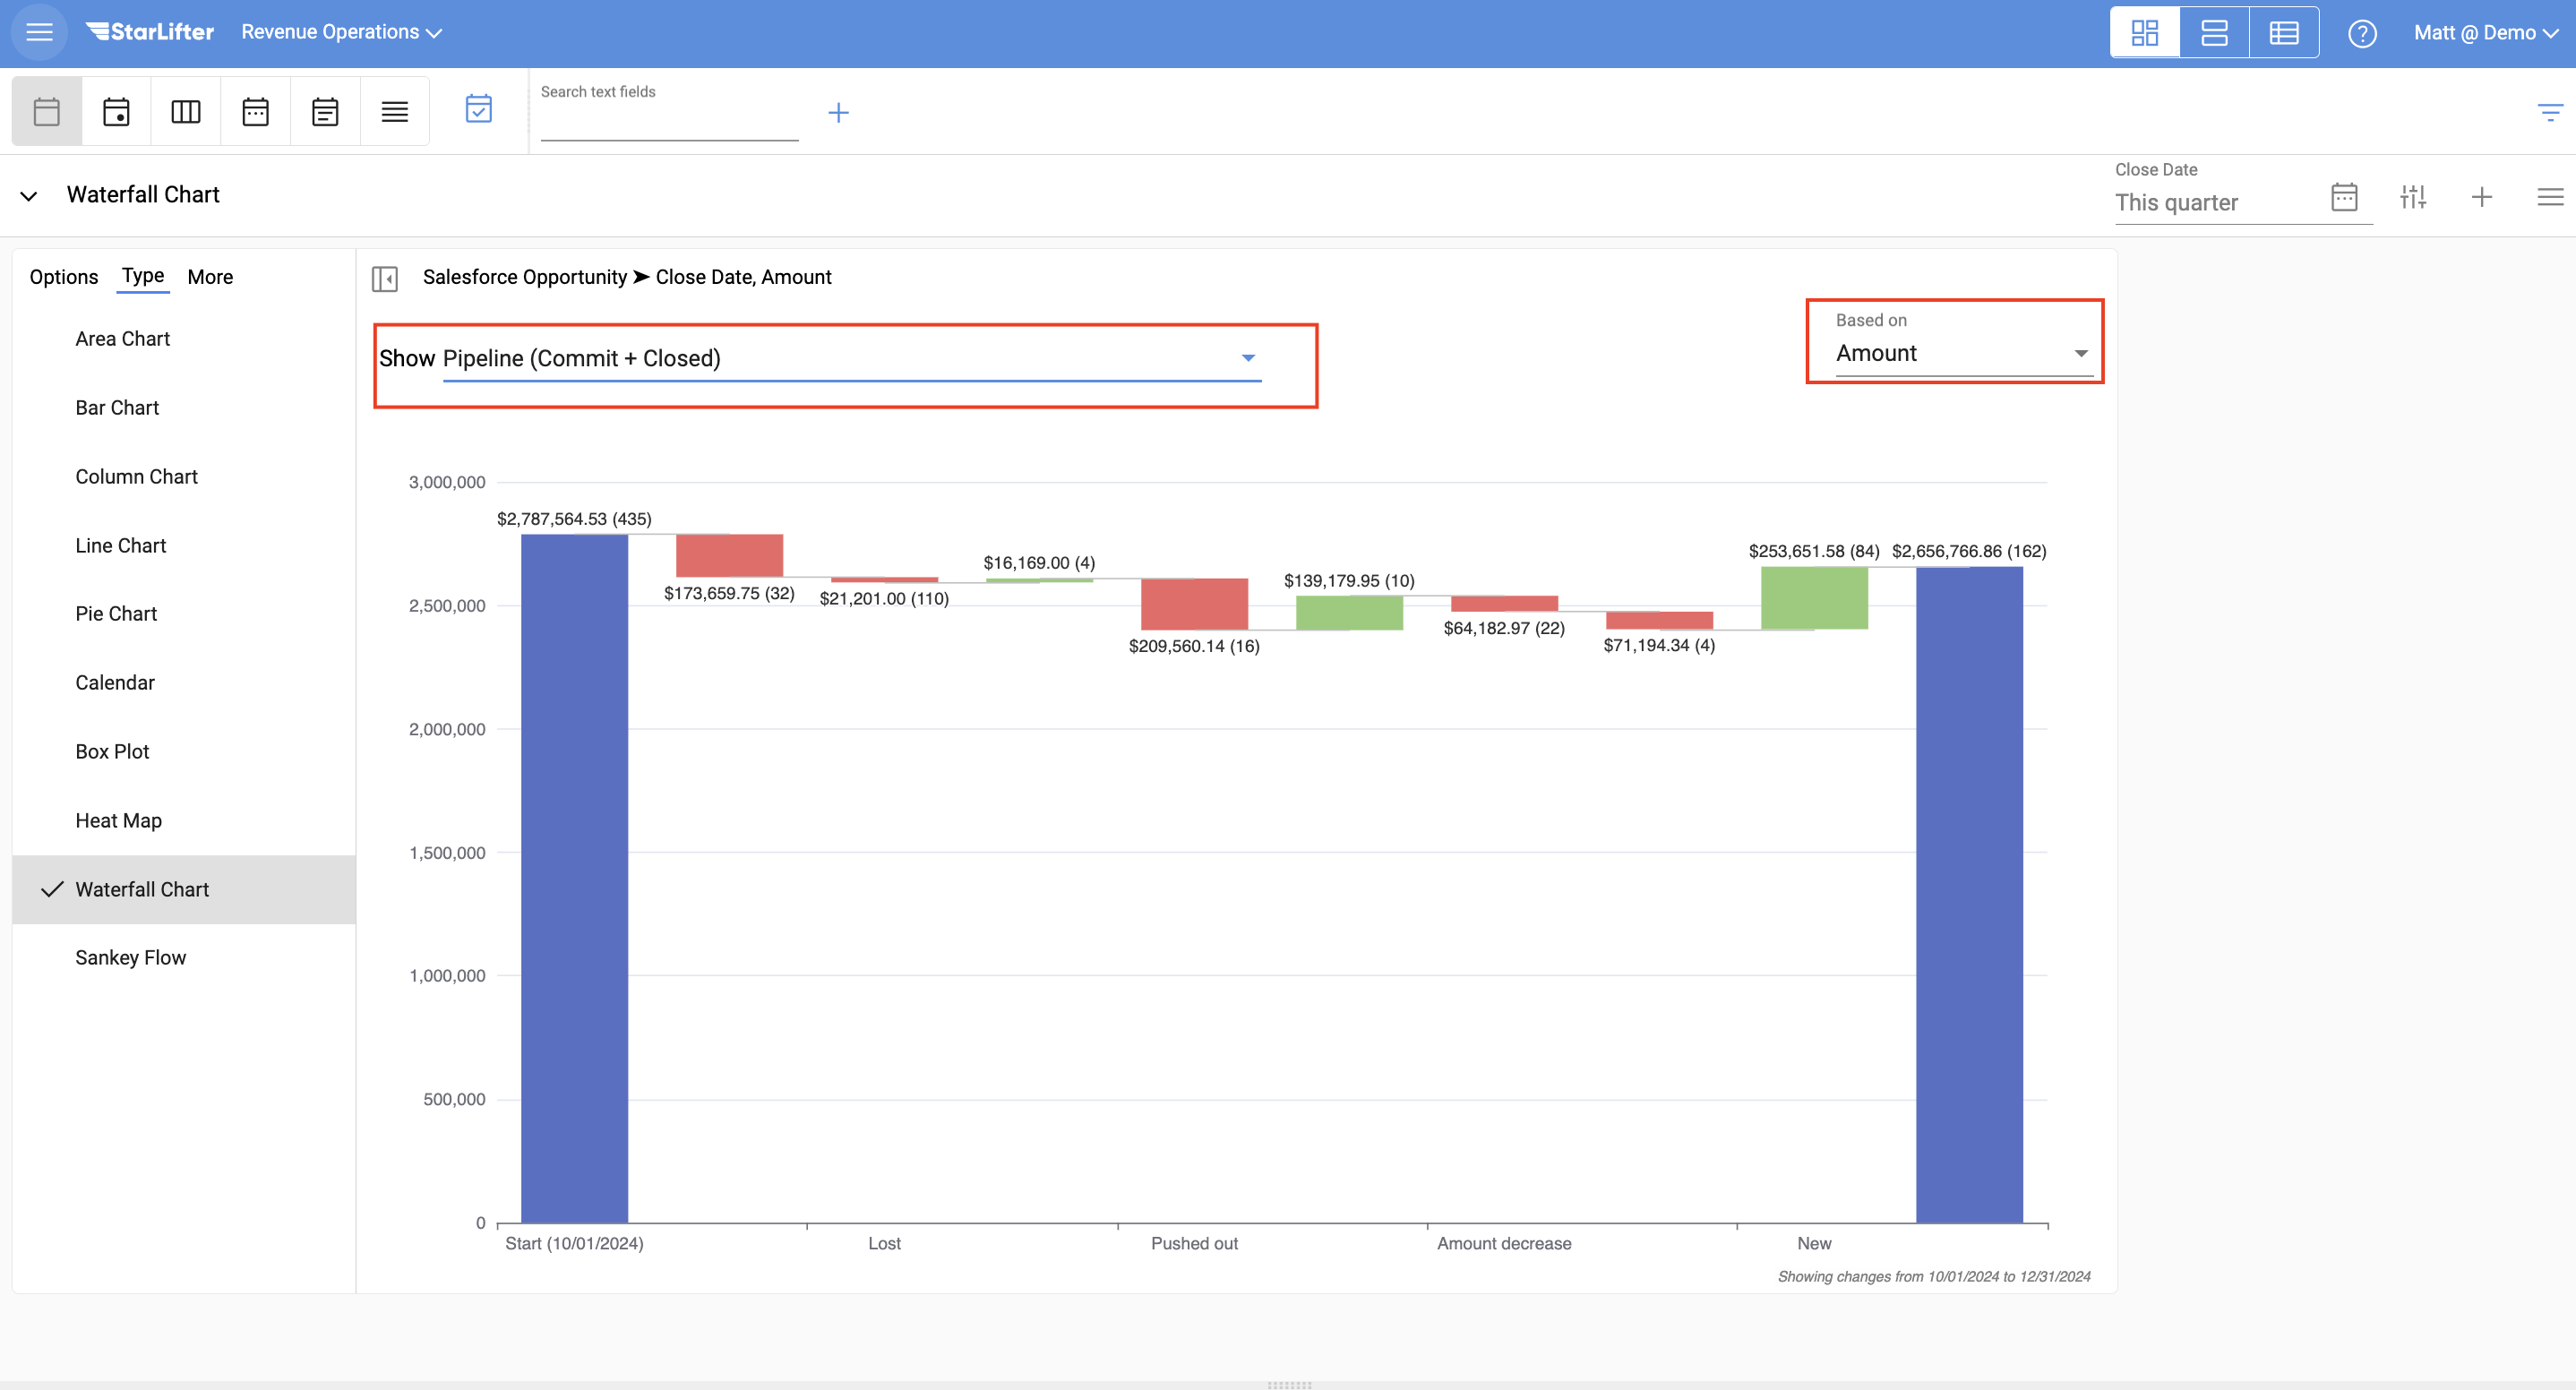 StarLifter Revenue Operations Matt @ Demo
Search text fields
Waterfall Chart
Close Date
This quarter
Options Type More
Area Chart
Bar Chart
Column Chart
Line Chart
Pie Chart
Calendar
Box Plot
Heat Map
Waterfall Chart
Sankey Flow
Salesforce Opportunity ➤ Close Date, Amount
Show Pipeline (Commit + Closed)
Based on
Amount
3,000,000
2,500,000
2,000,000
1,500,000
1,000,000
500,000
0
$2,787,564.53 (435)
$173,659.75 (32)
$21,201.00 (110)
$16,169.00 (4)
$209,560.14 (16)
$139,179.95 (10)
$64,182.97 (22)
$71,194.34 (4)
$253,651.58 (84)
$2,656,766.86 (162)
Start (10/01/2024)
Lost
Pushed out
Amount decrease
New
Showing changes from 10/01/2024 to 12/31/2024